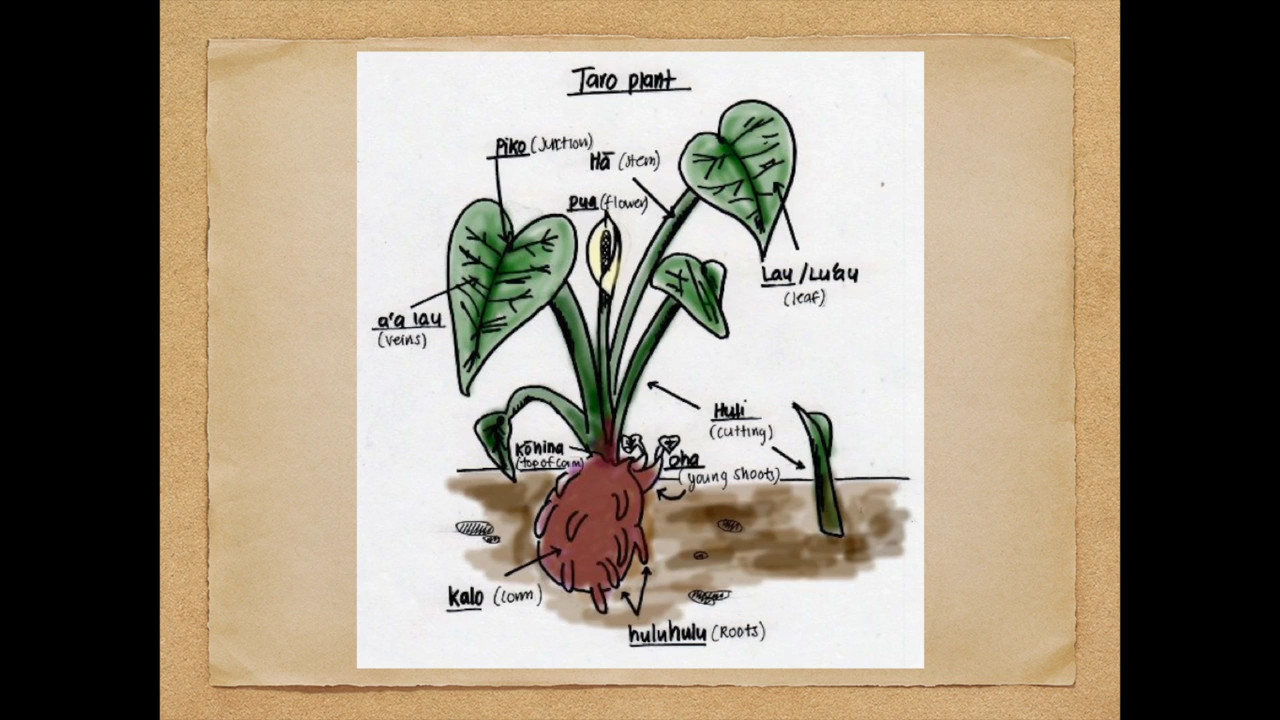 Taro plant
Piko (Juction)
Hā (stem)
pua (flower)
Lau/Lu'au
(leaf)
a'a lau
(veins)
Huli
(cutting)
Kōhina
(top of corm)
oha
(young shoots)
Kalo (corm)
huluhulu (Roots)